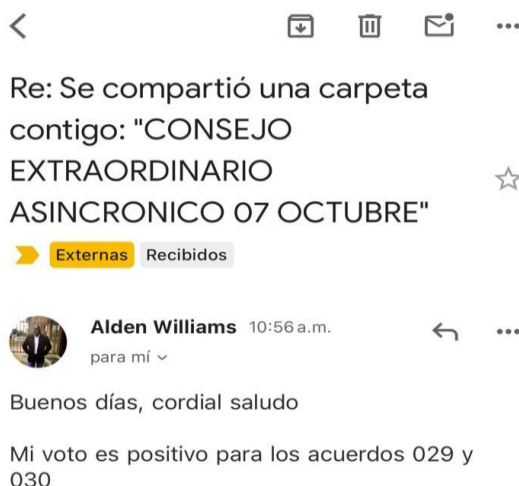 Re: Se compartió una carpeta
contigo: "CONSEJO
EXTRAORDINARIO
ASINCRONICO 07 OCTUBRE"
Externas Recibidos
Alden Williams 10:56 a.m.
para mí
Buenos días, cordial saludo
Mi voto es positivo para los acuerdos 029 y
030